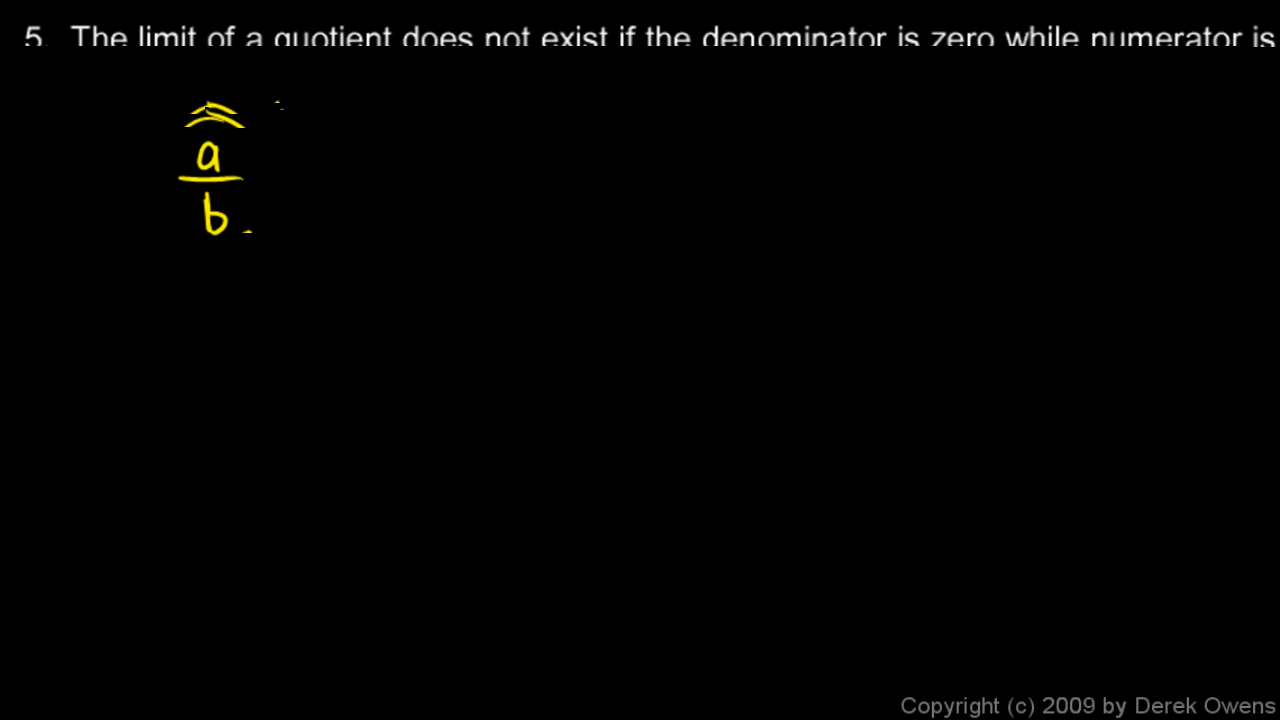 5. The limit of a quotient does not exist if the denominator is zero while numerator is
a
b
Copyright (c) 2009 by Derek Owens